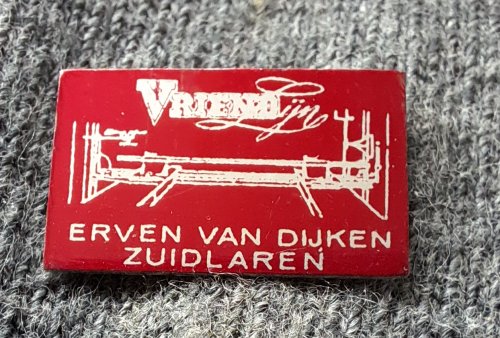 VRIENDLijn
ERVEN VAN DIJKEN
ZUIDLAREN